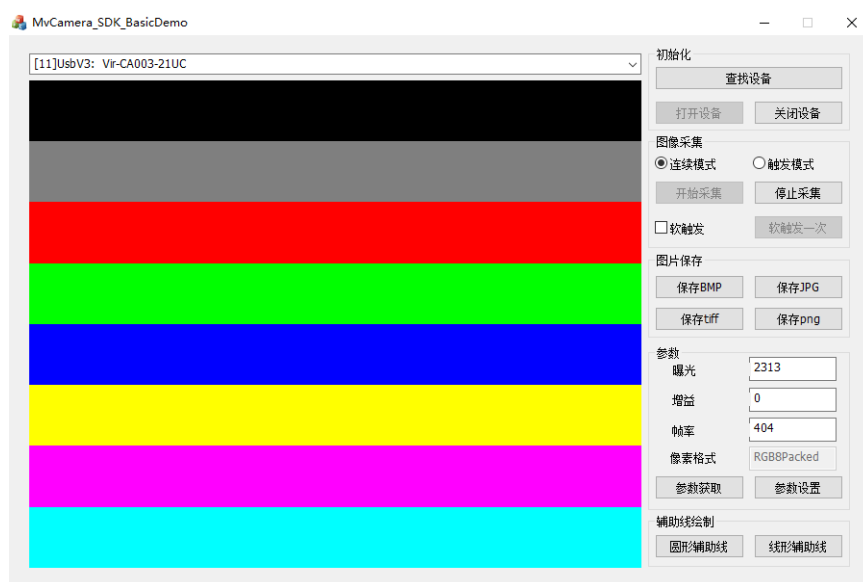 MvCamera_SDK_BasicDemo
[11]UsbV3: Vir-CA003-21UC
初始化
查找设备
打开设备 关闭设备
图像采集
连续模式 触发模式
开始采集 停止采集
软触发 软触发一次
图片保存
保存BMP 保存JPG
保存tiff 保存png
参数
曝光 2313
增益 0
帧率 404
像素格式 RGB8Packed
参数获取 参数设置
辅助线绘制
圆形辅助线 线形辅助线